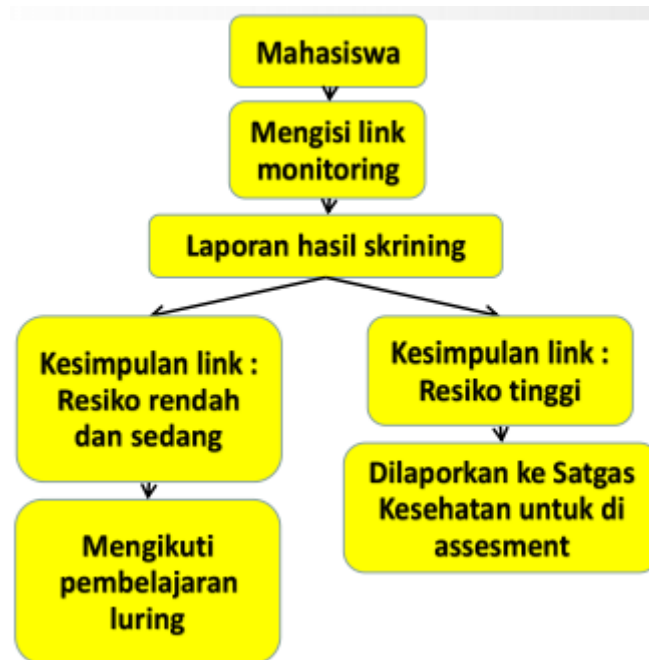 Mahasiswa
Mengisi link
monitoring
Laporan hasil skrining
Kesimpulan link :
Resiko rendah
dan sedang
Mengikuti
pembelajaran
luring
Kesimpulan link :
Resiko tinggi
Dilaporkan ke Satgas
Kesehatan untuk di
assesment